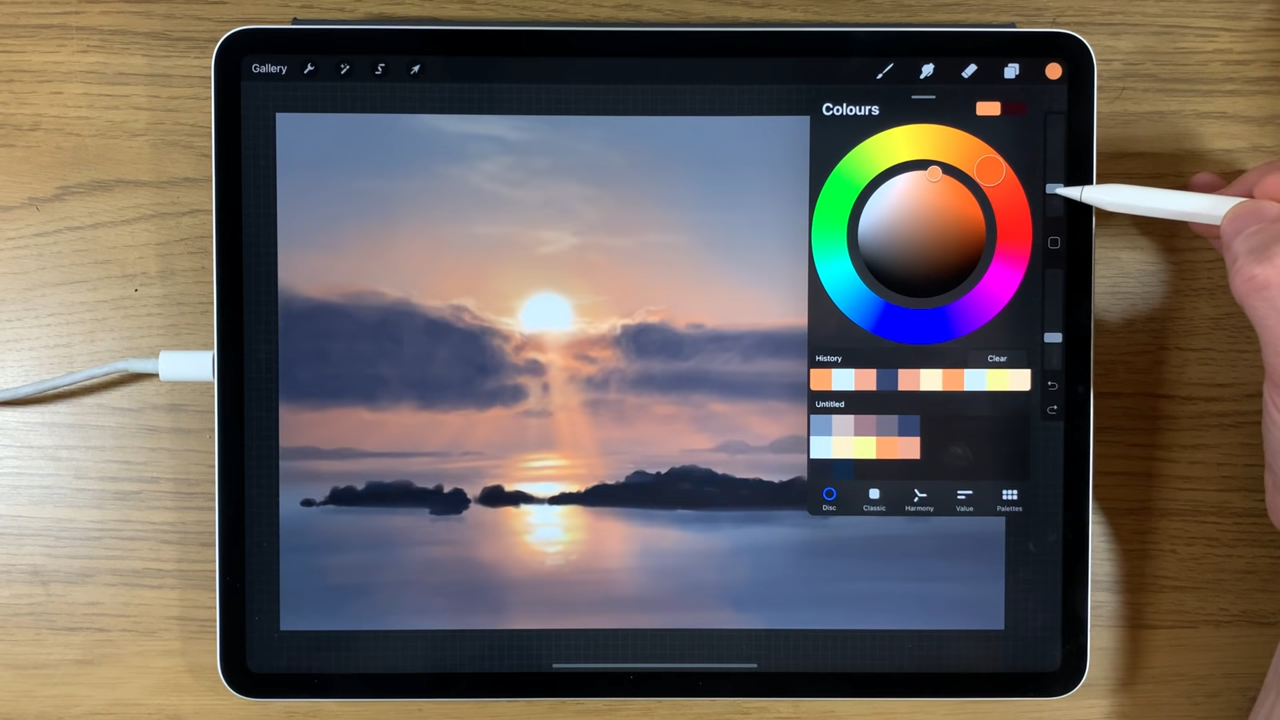 Gallery
Colours
History Clear
Untitled
Disc Classic Harmony Value Palettes